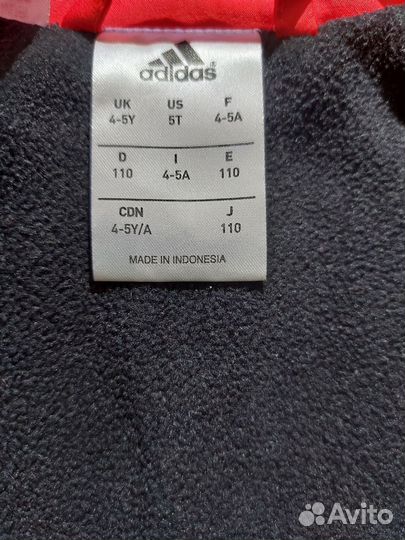 adidas
UK US F
4-5Y 5T 4-5A
D I E
110 4-5A 110
CDN J
4-5Y/A 110
MADE IN INDONESIA
Avito